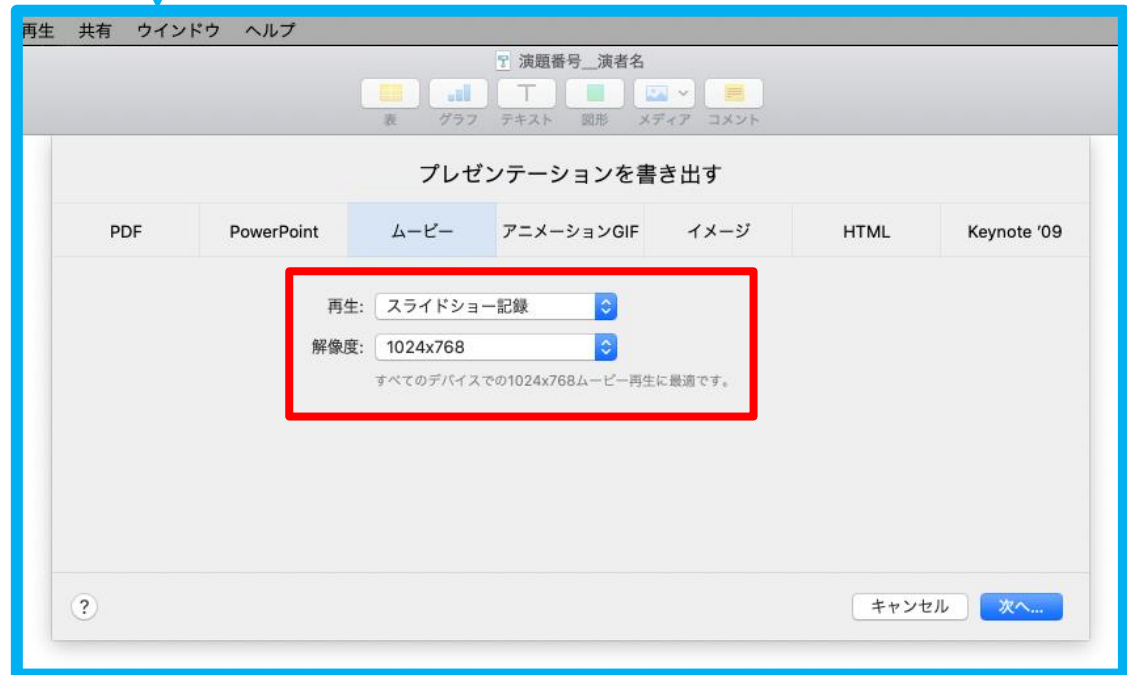 再生 共有 ウインドウ ヘルプ
演題番号__演者名
表 グラフ テキスト 図形 メディア コメント
プレゼンテーションを書き出す
PDF PowerPoint ムービー アニメーションGIF イメージ HTML Keynote '09
再生: スライドショー記録
解像度: 1024x768
すべてのデバイスでの1024x768ムービー再生に最適です。
? キャンセル 次へ...